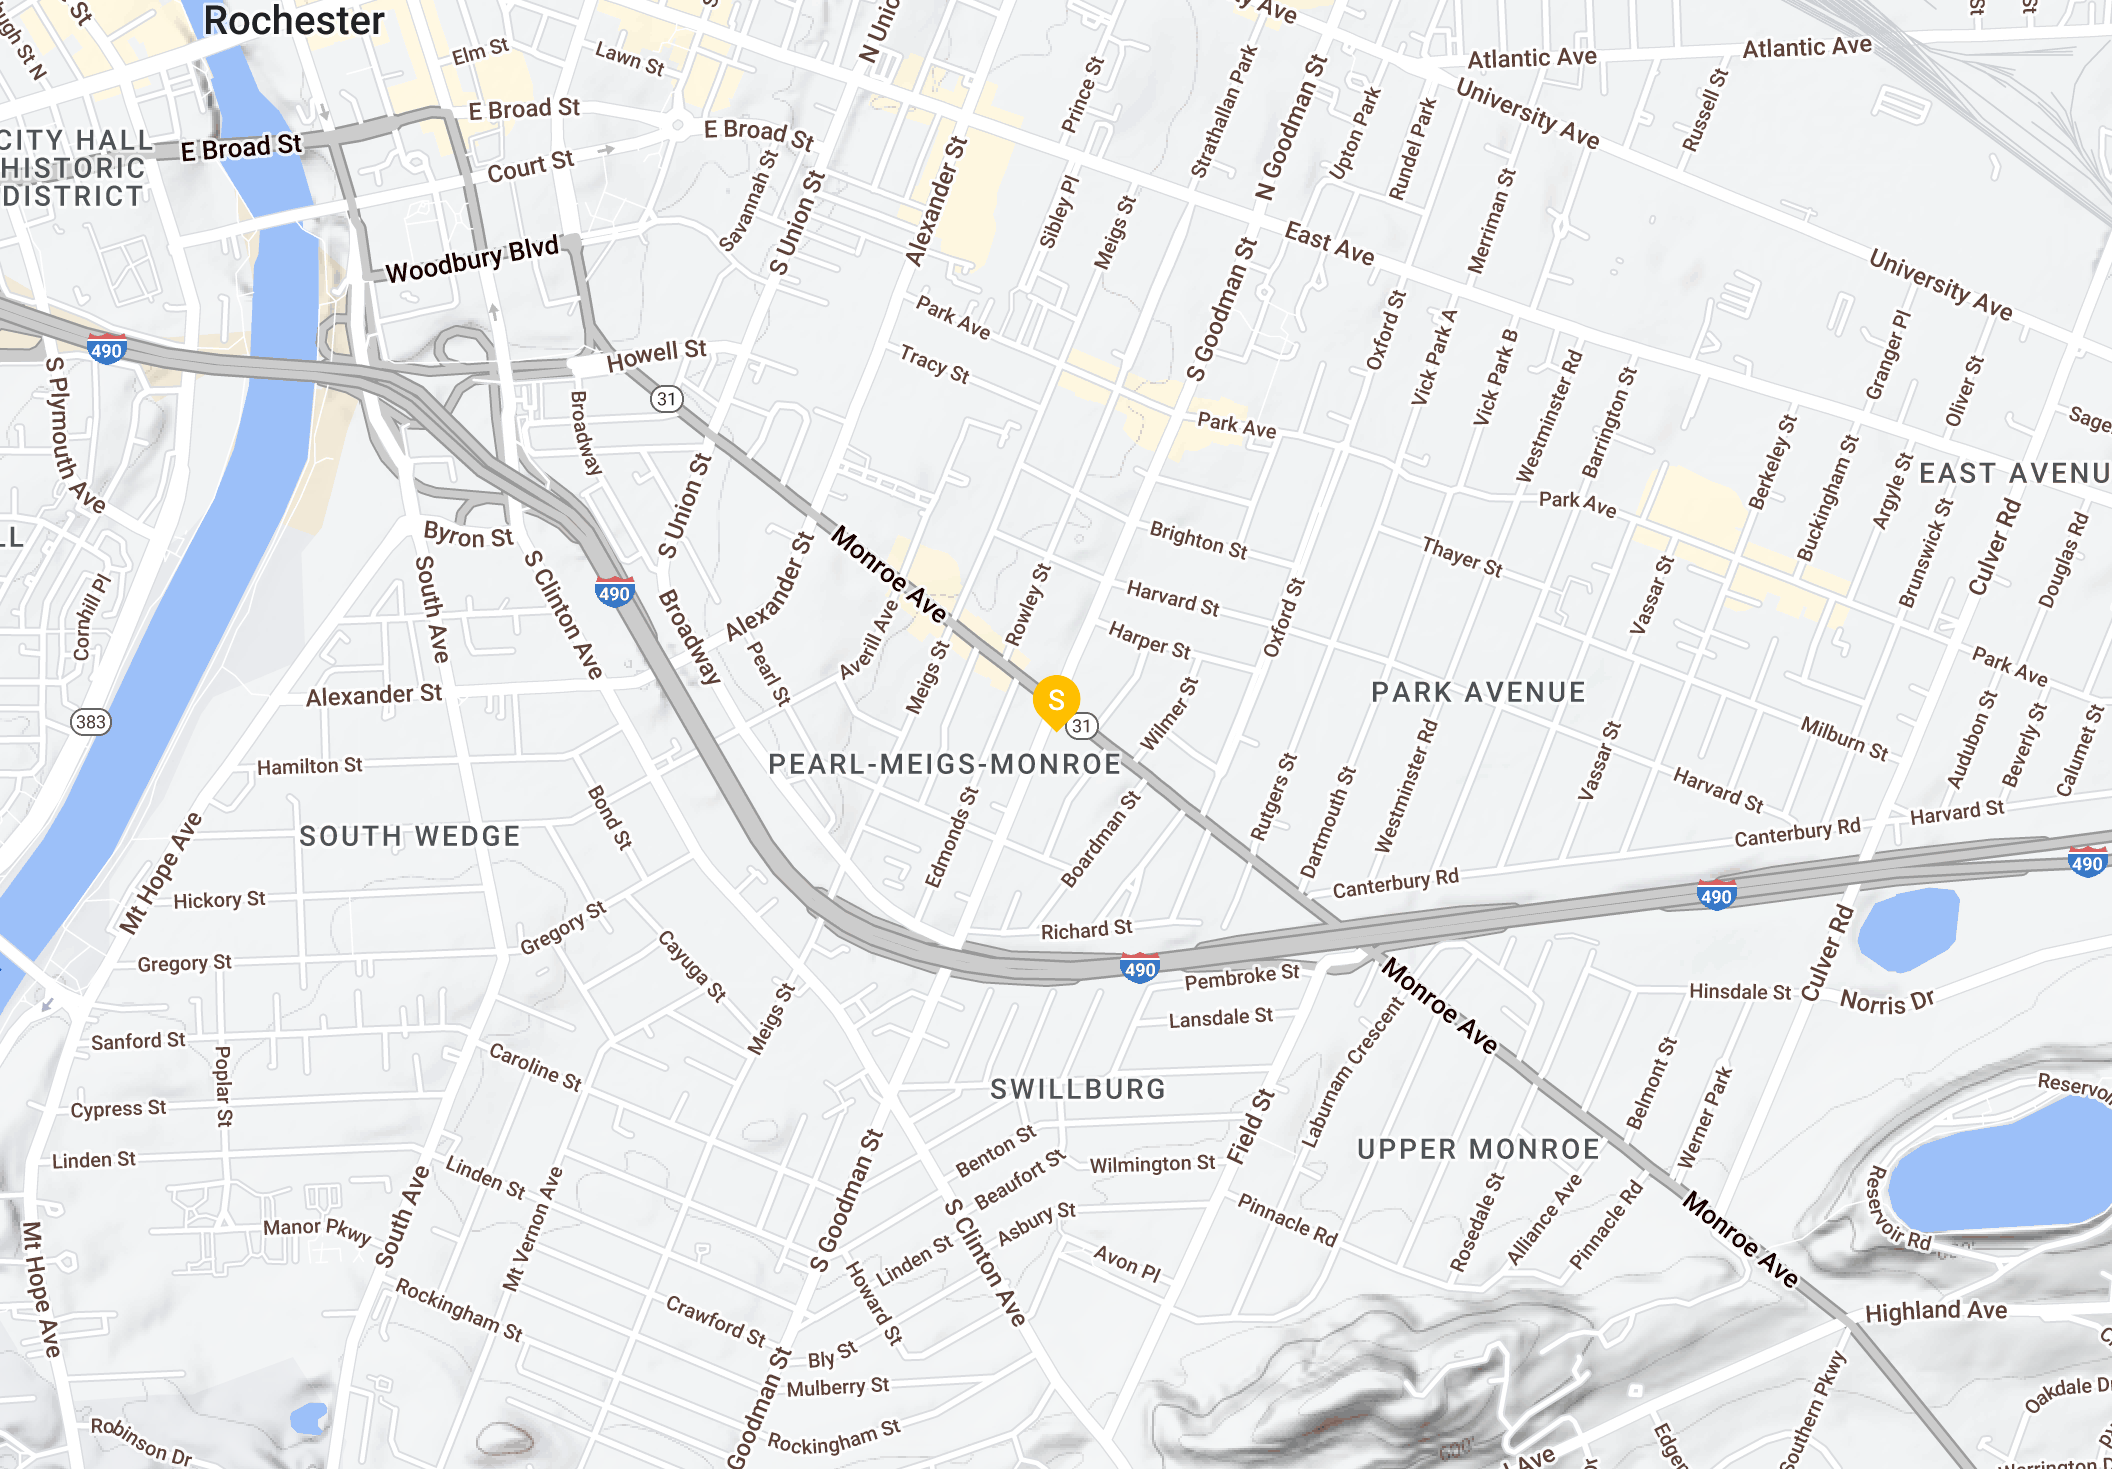 Rochester
Elm St
Lawn St
N Unio
Prince St
Strathallan Park
N Goodman St
Upton Park
Rundel Park
y Ave
Atlantic Ave
Atlantic Ave
University Ave
Russell St
St
St
St
ugh St N
CITY HALL
HISTORIC
DISTRICT
E Broad St
E Broad St
E Broad St
Court St
Savannah St
S Union St
Alexander St
Sibley Pl
Meigs St
Merriman St
East Ave
University Ave
Woodbury Blvd
Howell St
490
31
S Plymouth Ave
Broadway
Park Ave
Tracy St
S Goodman St
Park Ave
Oxford St
Vick Park A
Vick Park B
Westminster Rd
Barrington St
Granger Pl
Oliver St
Sage
Berkeley St
Buckingham St
Argyle St
Brunswick St
Culver Rd
Douglas Rd
EAST AVENU
Park Ave
LL
Byron St
S Union St
Monroe Ave
Brighton St
Thayer St
Cornhill Pl
South Ave
S Clinton Ave
490
Broadway
Alexander St
Pearl St
Averill Ave
Meigs St
Rowley St
Harvard St
Harper St
Oxford St
Vassar St
Park Ave
383
Alexander St
S
31
Wilmer St
PARK AVENUE
Milburn St
Audubon St
Beverly St
Calumet St
Hamilton St
PEARL-MEIGS-MONROE
Rutgers St
Dartmouth St
Westminster Rd
Vassar St
Harvard St
Harvard St
Canterbury Rd
SOUTH WEDGE
Bond St
Edmonds St
Boardman St
Canterbury Rd
490
490
Mt Hope Ave
Hickory St
Gregory St
Gregory St
Cayuga St
Meigs St
Richard St
490
Pembroke St
Lansdale St
Monroe Ave
Hinsdale St
Culver Rd
Norris Dr
Sanford St
Poplar St
Caroline St
Cypress St
Linden St
SWILLBURG
Field St
Laburnam Crescent
Belmont St
Werner Park
Reservoi
UPPER MONROE
Linden St
Mt Vernon Ave
South Ave
S Goodman St
Benton St
Beaufort St
Wilmington St
Asbury St
Linden St
S Clinton Ave
Avon Pl
Pinnacle Rd
Rosedale St
Alliance Ave
Pinnacle Rd
Monroe Ave
Reservoir Rd
Manor Pkwy
Mt Hope Ave
Rockingham St
Crawford St
Howard St
Bly St
Mulberry St
Goodman St
Rockingham St
Robinson Dr
Highland Ave
600'
Ave
Edger
Southern Pkwy
Oakdale Dr
Warrington D